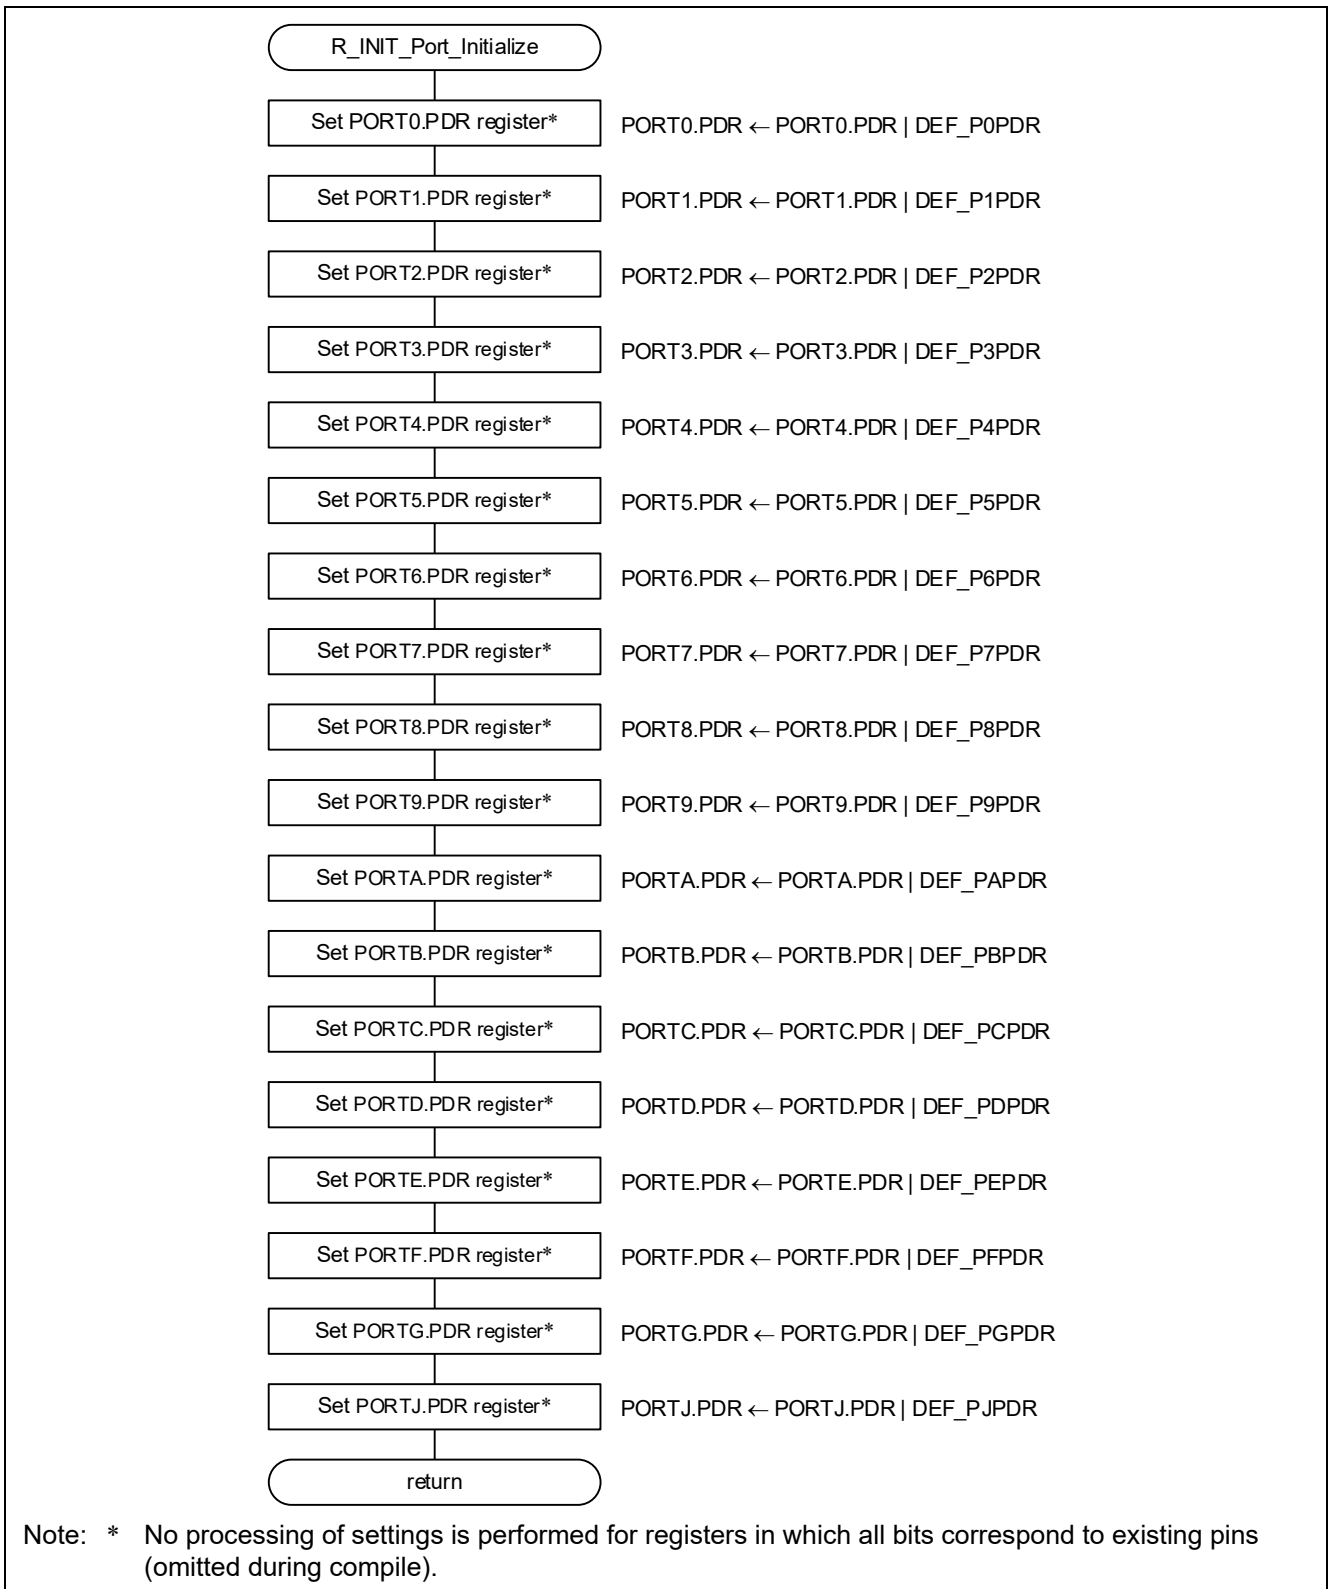 R_INIT_Port_Initialize
Set PORT0.PDR register* PORT0.PDR ← PORT0.PDR | DEF_P0PDR
Set PORT1.PDR register* PORT1.PDR ← PORT1.PDR | DEF_P1PDR
Set PORT2.PDR register* PORT2.PDR ← PORT2.PDR | DEF_P2PDR
Set PORT3.PDR register* PORT3.PDR ← PORT3.PDR | DEF_P3PDR
Set PORT4.PDR register* PORT4.PDR ← PORT4.PDR | DEF_P4PDR
Set PORT5.PDR register* PORT5.PDR ← PORT5.PDR | DEF_P5PDR
Set PORT6.PDR register* PORT6.PDR ← PORT6.PDR | DEF_P6PDR
Set PORT7.PDR register* PORT7.PDR ← PORT7.PDR | DEF_P7PDR
Set PORT8.PDR register* PORT8.PDR ← PORT8.PDR | DEF_P8PDR
Set PORT9.PDR register* PORT9.PDR ← PORT9.PDR | DEF_P9PDR
Set PORTA.PDR register* PORTA.PDR ← PORTA.PDR | DEF_PAPDR
Set PORTB.PDR register* PORTB.PDR ← PORTB.PDR | DEF_PBPDR
Set PORTC.PDR register* PORTC.PDR ← PORTC.PDR | DEF_PCPDR
Set PORTD.PDR register* PORTD.PDR ← PORTD.PDR | DEF_PDPDR
Set PORTE.PDR register* PORTE.PDR ← PORTE.PDR | DEF_PEPDR
Set PORTF.PDR register* PORTF.PDR ← PORTF.PDR | DEF_PFPDR
Set PORTG.PDR register* PORTG.PDR ← PORTG.PDR | DEF_PGPDR
Set PORTJ.PDR register* PORTJ.PDR ← PORTJ.PDR | DEF_PJPDR
return
Note: * No processing of settings is performed for registers in which all bits correspond to existing pins
(omitted during compile).